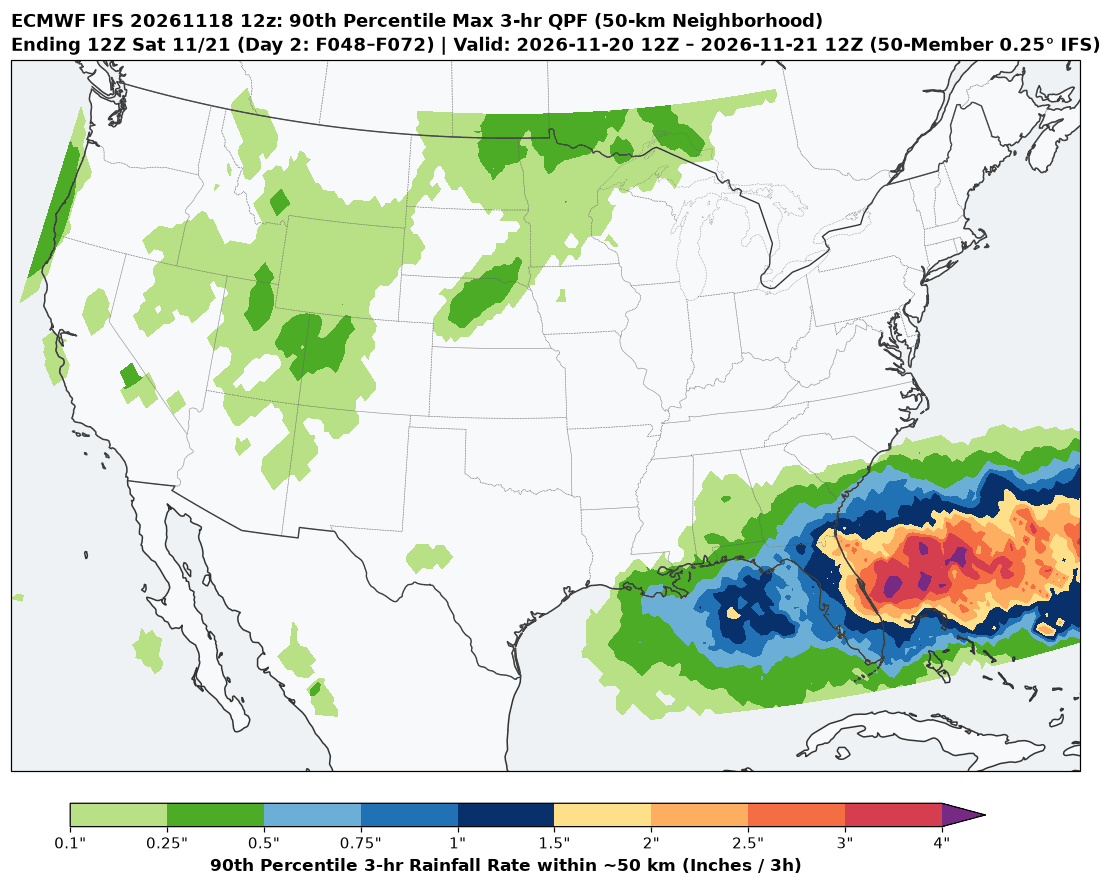 ECMWF IFS 20261118 12z: 90th Percentile Max 3-hr QPF (50-km Neighborhood)
Ending 12Z Sat 11/21 (Day 2: F048–F072) | Valid: 2026-11-20 12Z – 2026-11-21 12Z (50-Member 0.25° IFS)
0.1" 0.25" 0.5" 0.75" 1" 1.5" 2" 2.5" 3" 4"
90th Percentile 3-hr Rainfall Rate within ~50 km (Inches / 3h)